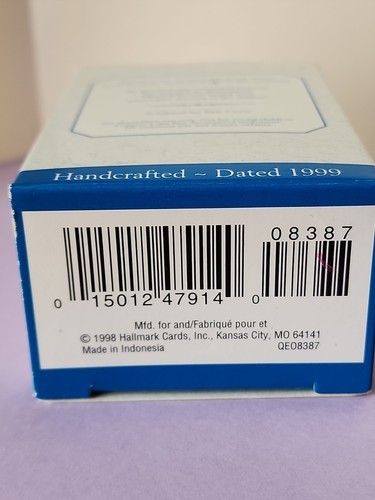 Handcrafted ~ Dated 1999
08387
0 15012 47914 0
Mfd. for and/Fabriqué pour et
© 1998 Hallmark Cards, Inc., Kansas City, MO 64141
Made in Indonesia QEO8387